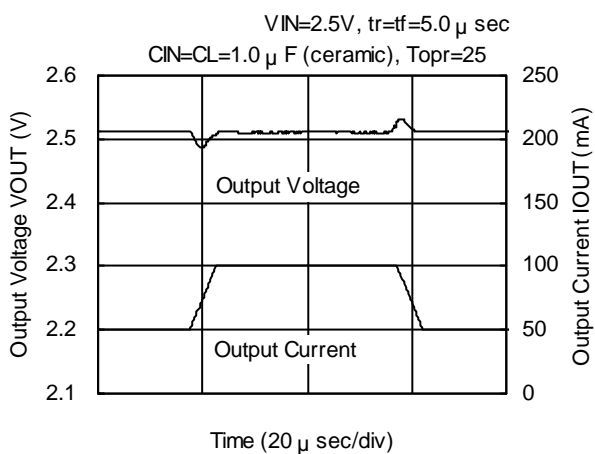 VIN=2.5V, tr=tf=5.0 μ sec
CIN=CL=1.0 μ F (ceramic), Topr=25
2.6
2.5
2.4
2.3
2.2
2.1
Output Voltage VOUT (V)
250
200
150
100
50
0
Output Current IOUT (mA)
Output Voltage
Output Current
Time (20 μ sec/div)